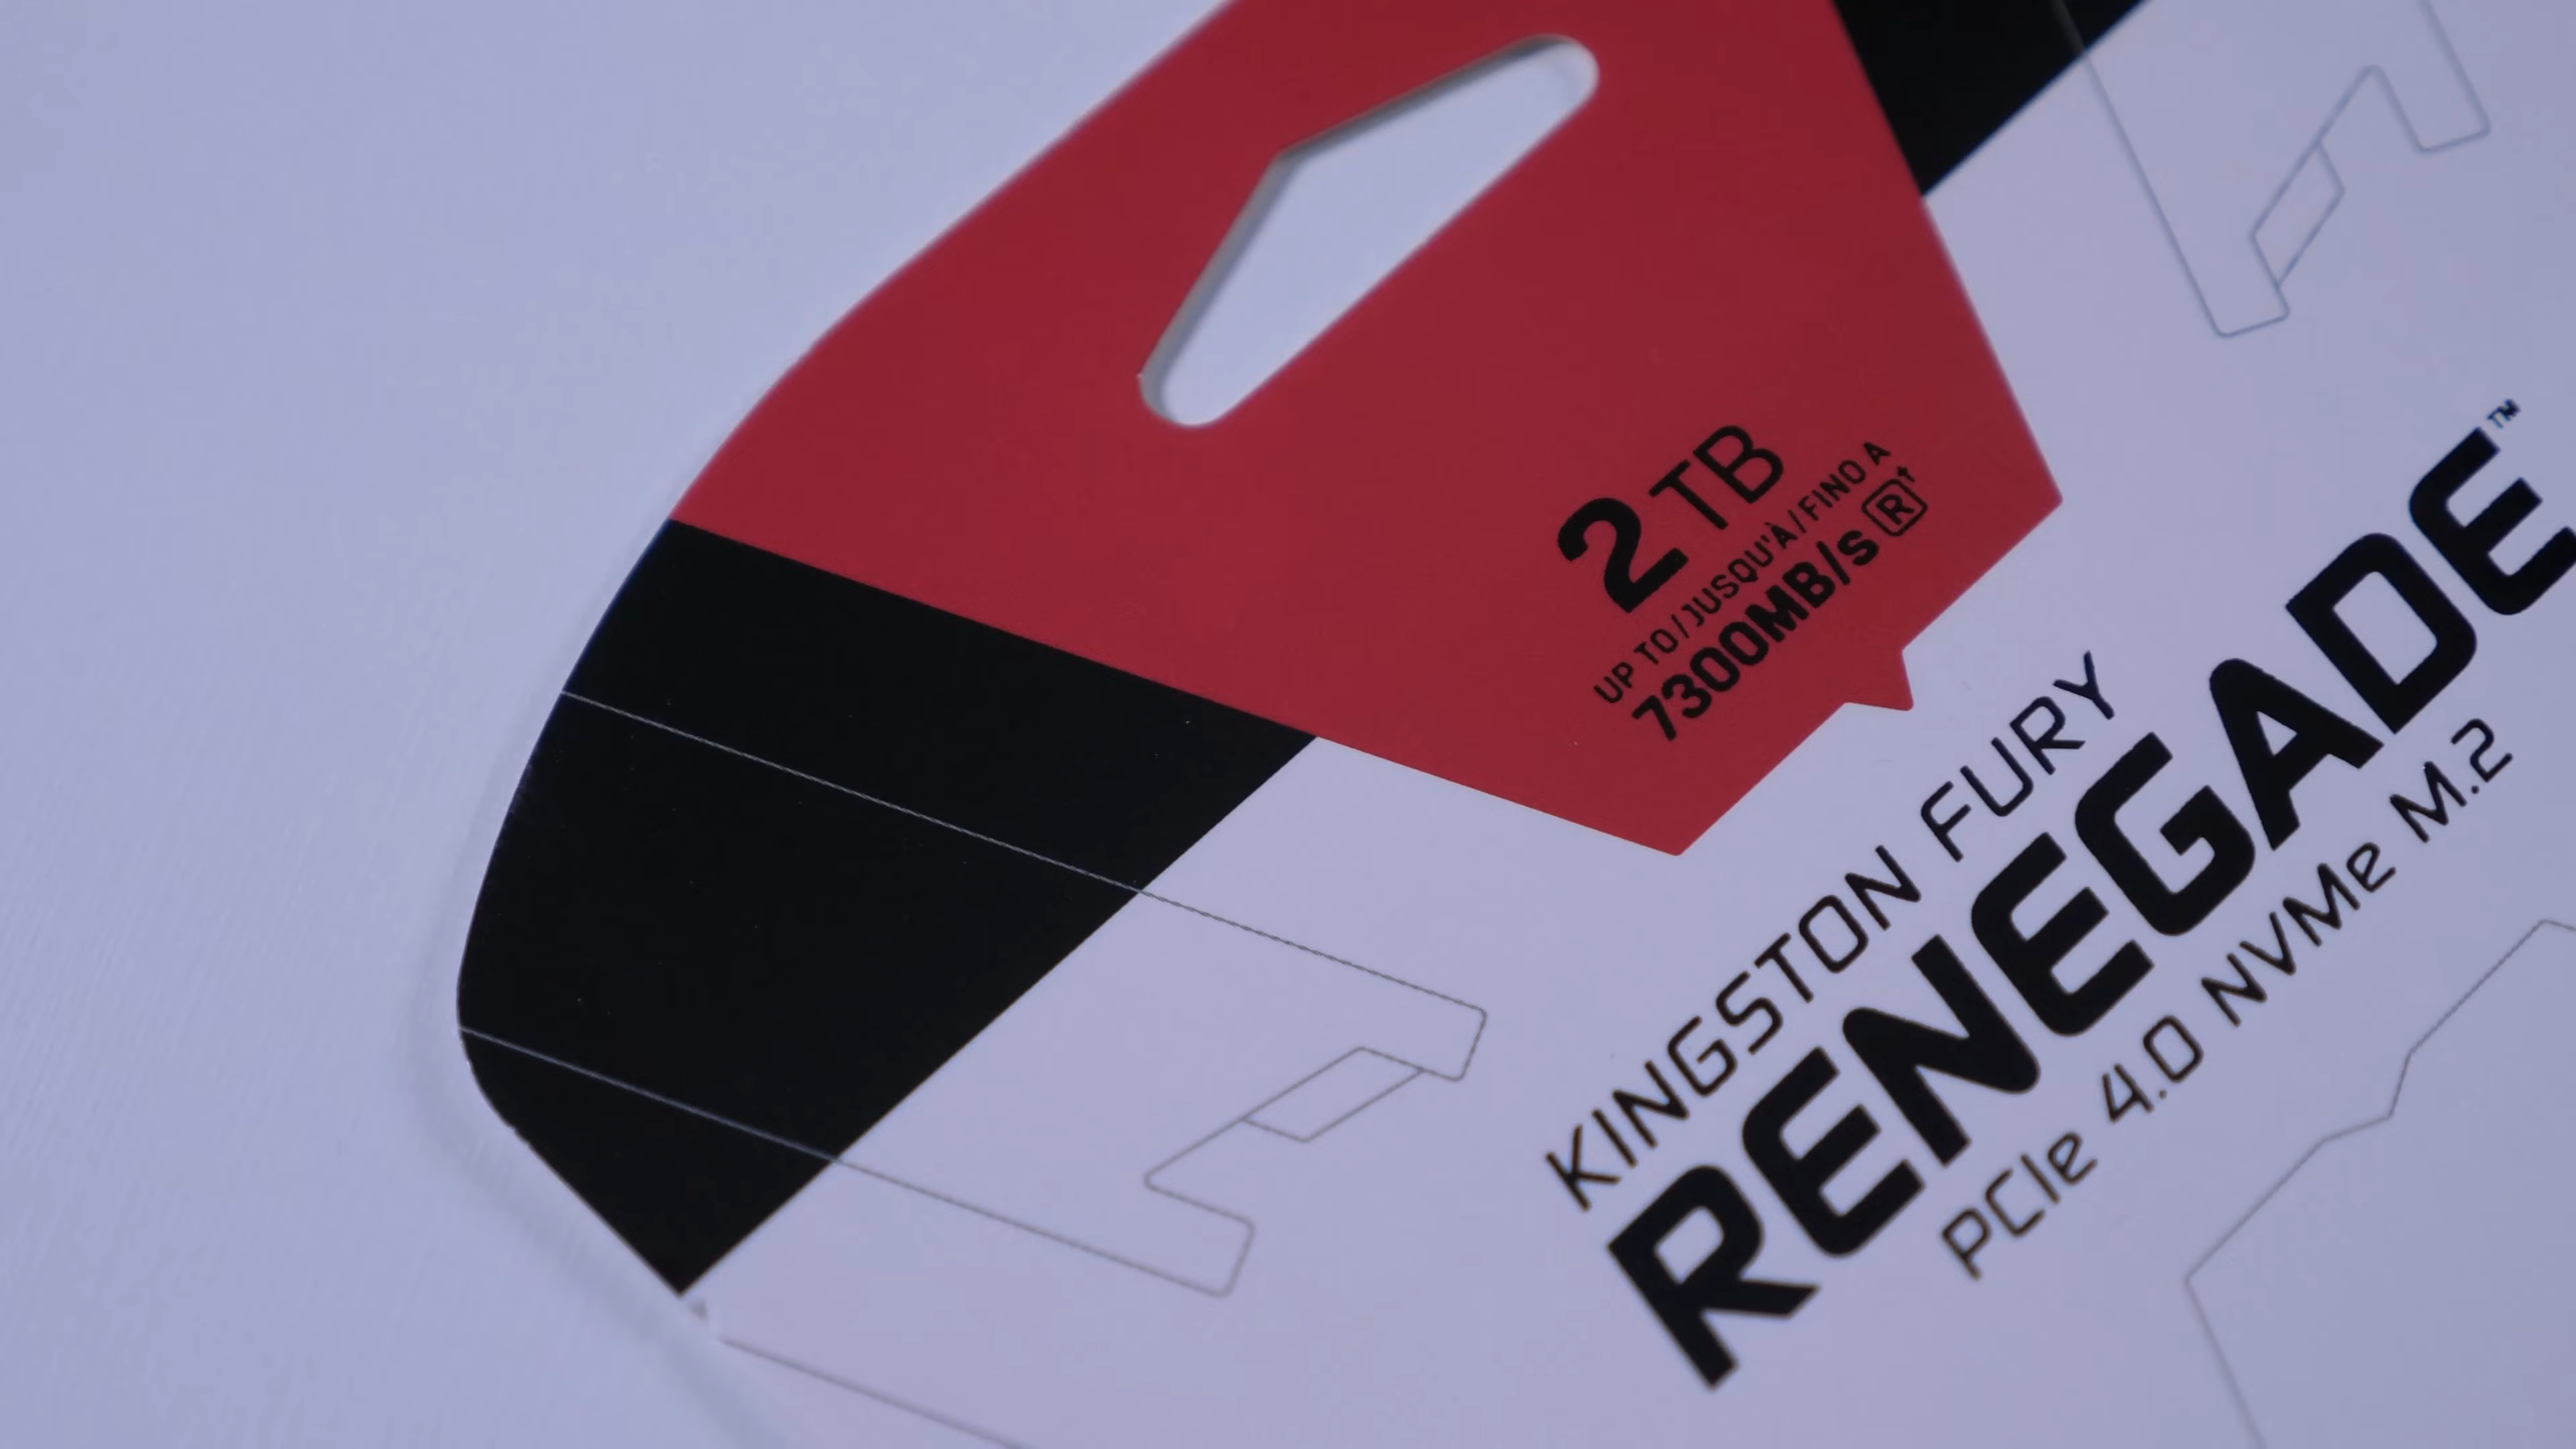 2TB
UP TO/JUSQU'À/FINO A
7300MB/s R†
KINGSTON FURY
RENEGADE™
PCIe 4.0 NVMe M.2